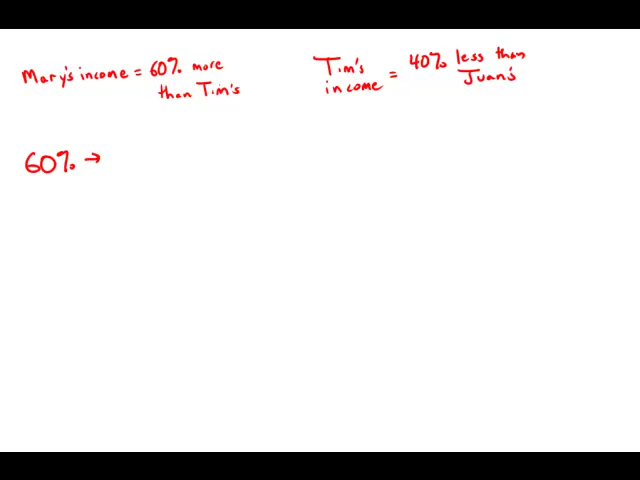 Mary's income = 60% more
than Tim's
Tim's
income = 40% less than
Juan's
60% →